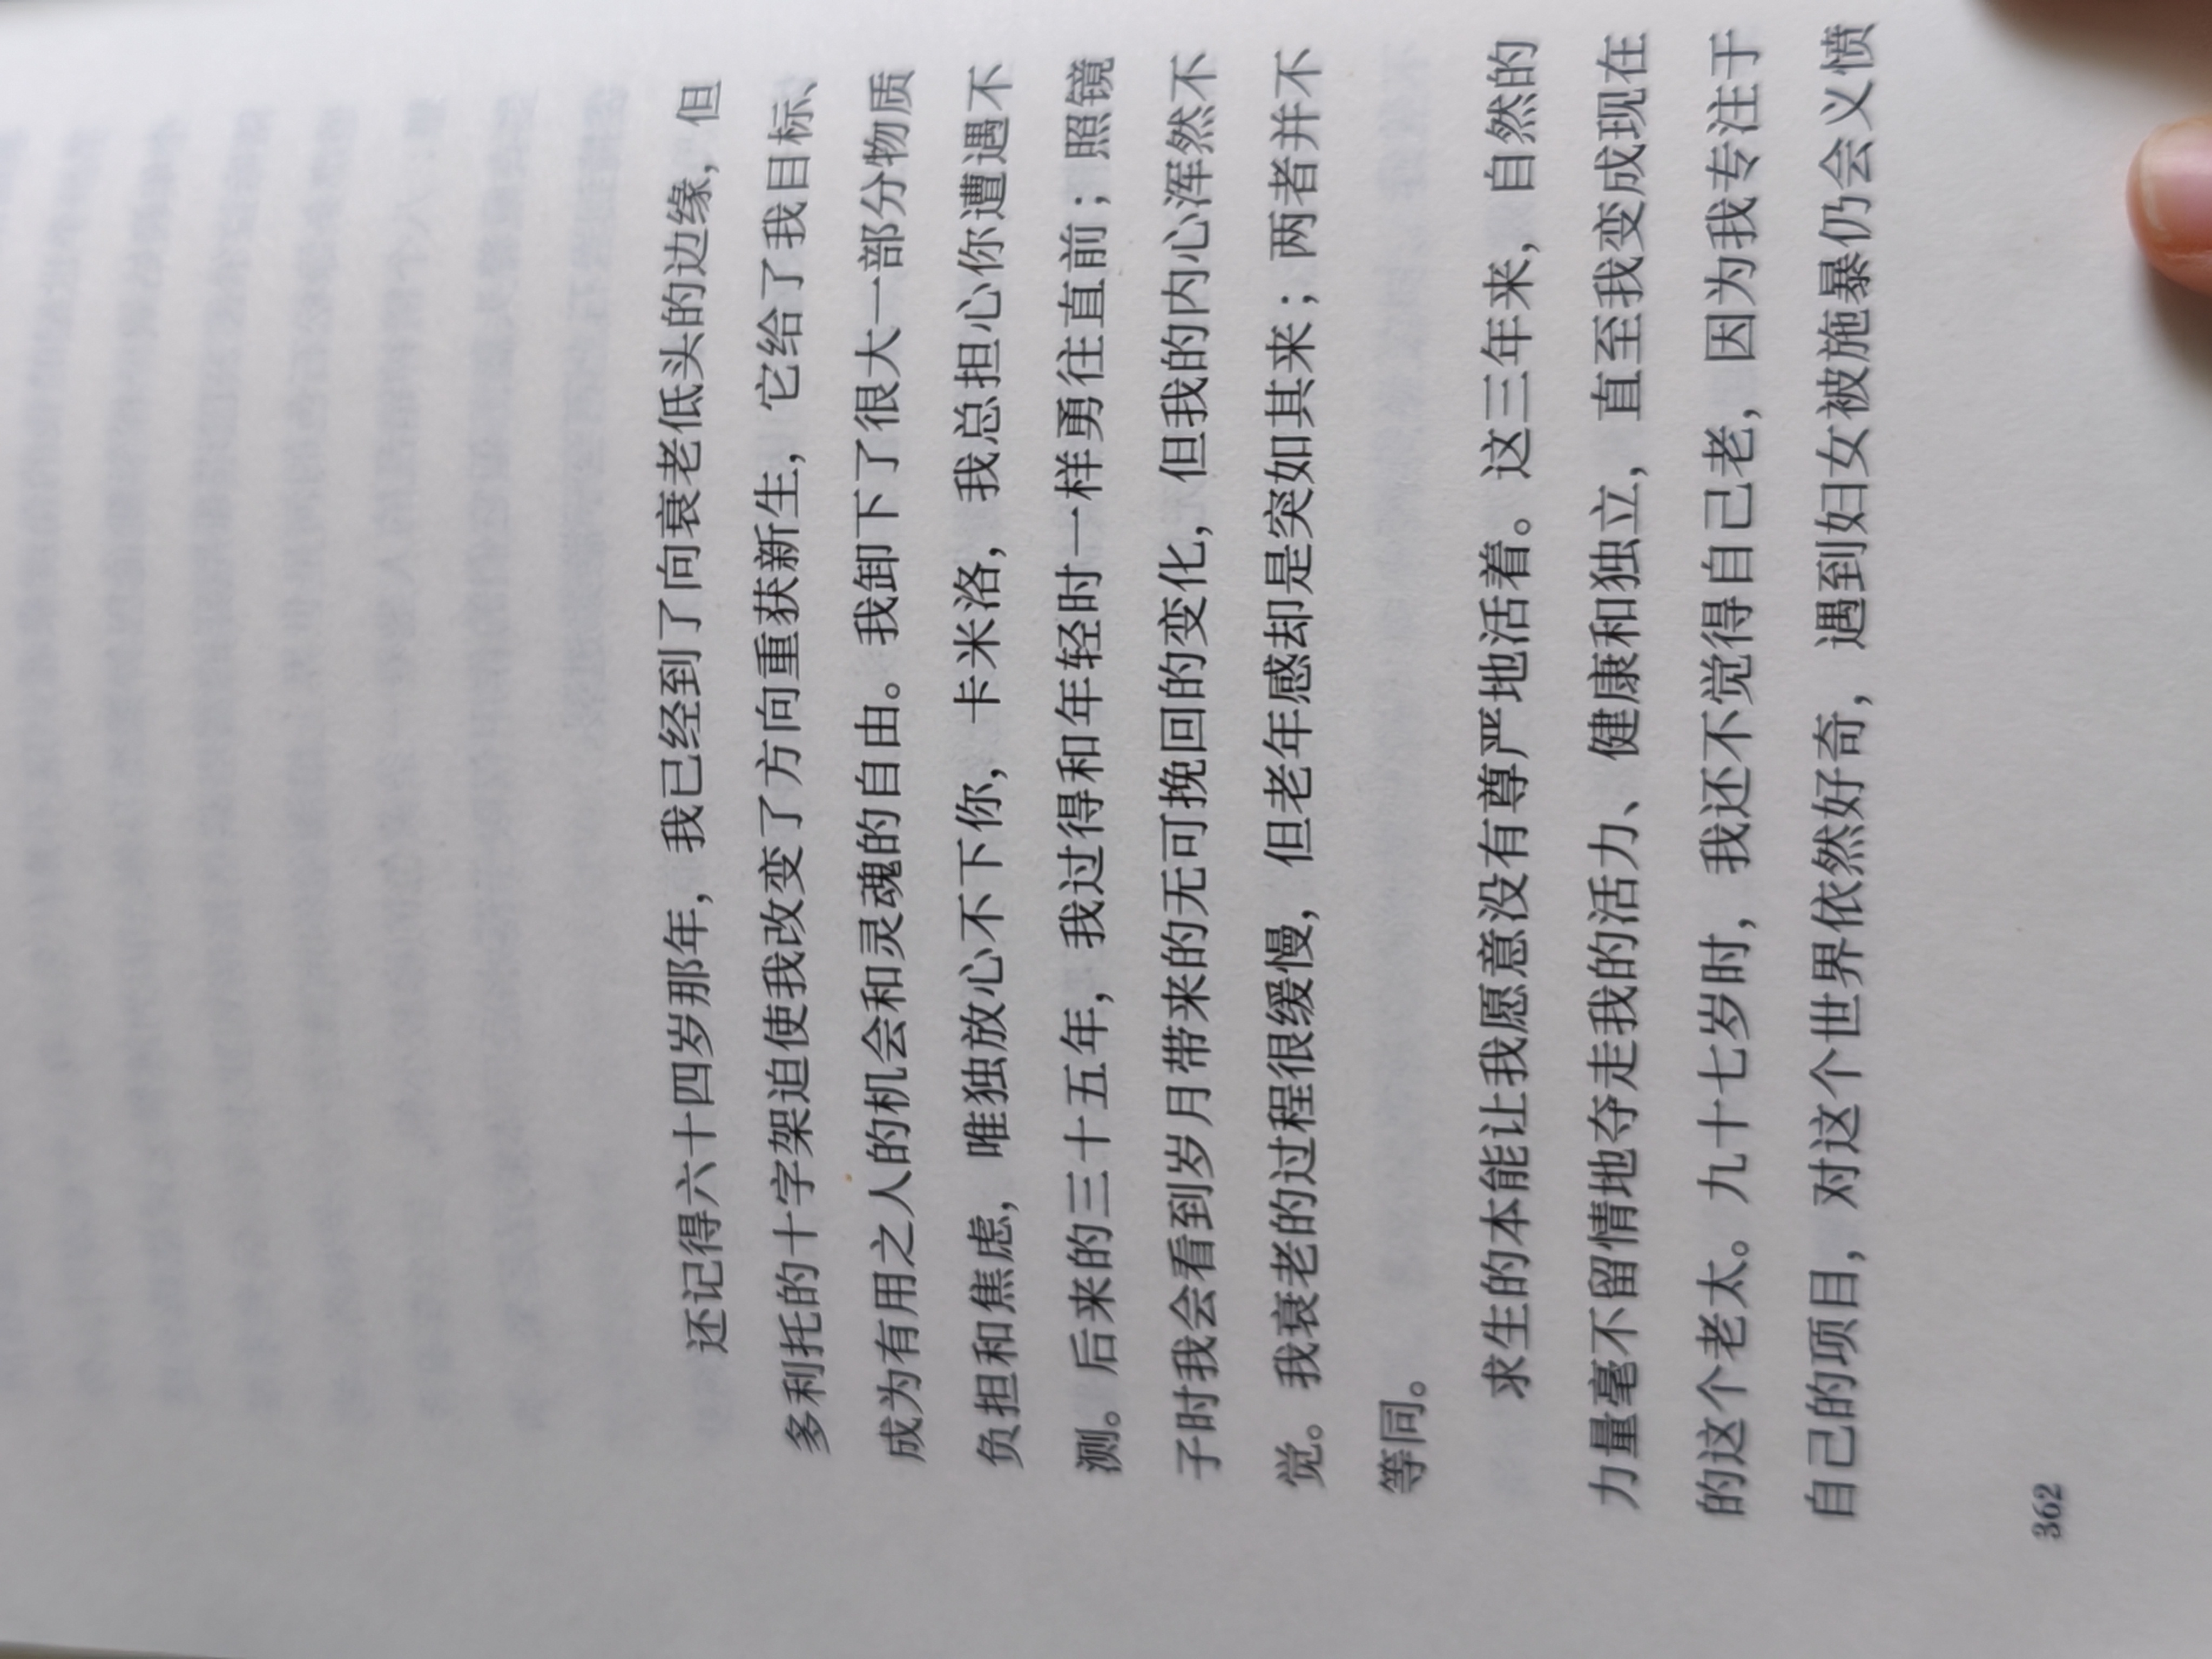 还记得六十四岁那年，我已经到了向衰老低头的边缘，但
多利托的十字架迫使我改变了方向重获新生，它给了我目标、
成为有用之人的机会和灵魂的自由。我卸下了很大一部分物质
负担和焦虑，唯独放心不下你，卡米洛，我总担心你遭遇不
测。后来的三十五年，我过得和年轻时一样勇往直前；照镜
子时我会看到岁月带来的无可挽回的变化，但我的内心浑然不
觉。我衰老的过程很缓慢，但老年感却是突如其来；两者并不
等同。
求生的本能让我愿意没有尊严地活着。这三年来，自然的
力量毫不留情地夺走我的活力、健康和独立，直至我变成现在
的这个老太。九十七岁时，我还不觉得自己老，因为我专注于
自己的项目，对这个世界依然好奇，遇到妇女被施暴仍会义愤
362